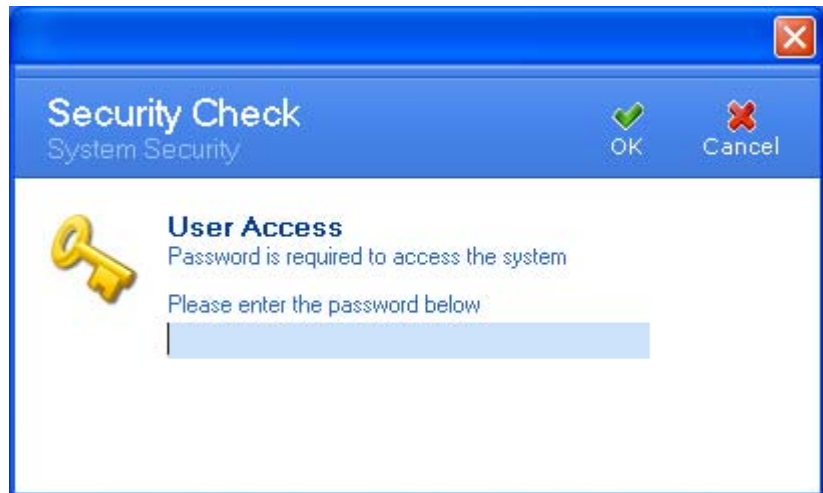 Security Check
System Security
OK
Cancel
User Access
Password is required to access the system
Please enter the password below